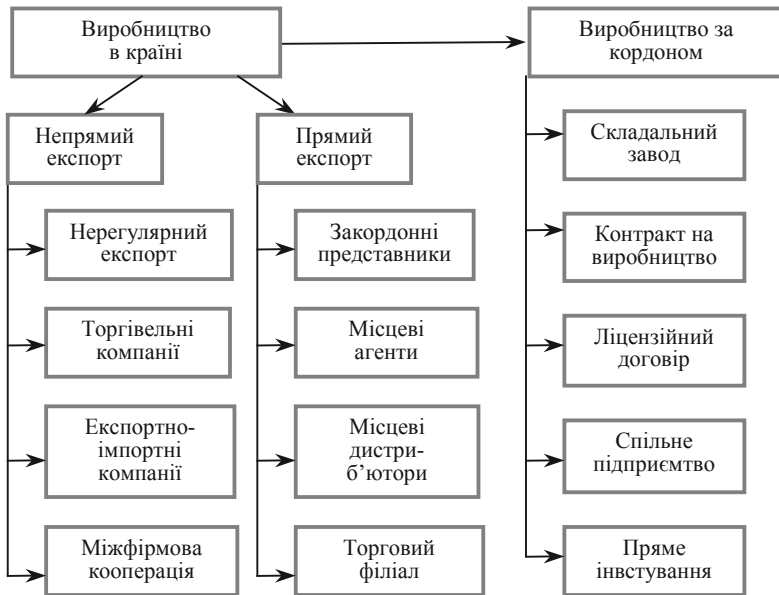 Виробництво
в країні
Виробництво за
кордоном
Непрямий
експорт
Прямий
експорт
Складальний
завод
Нерегулярний
експорт
Закордонні
представники
Контракт на
виробництво
Торгівельні
компанії
Місцеві
агенти
Ліцензійний
договір
Експортно-
імпортні
компанії
Місцеві
дистри-
б’ютори
Спільне
підприємтво
Міжфірмова
кооперація
Торговий
філіал
Пряме
інвстування